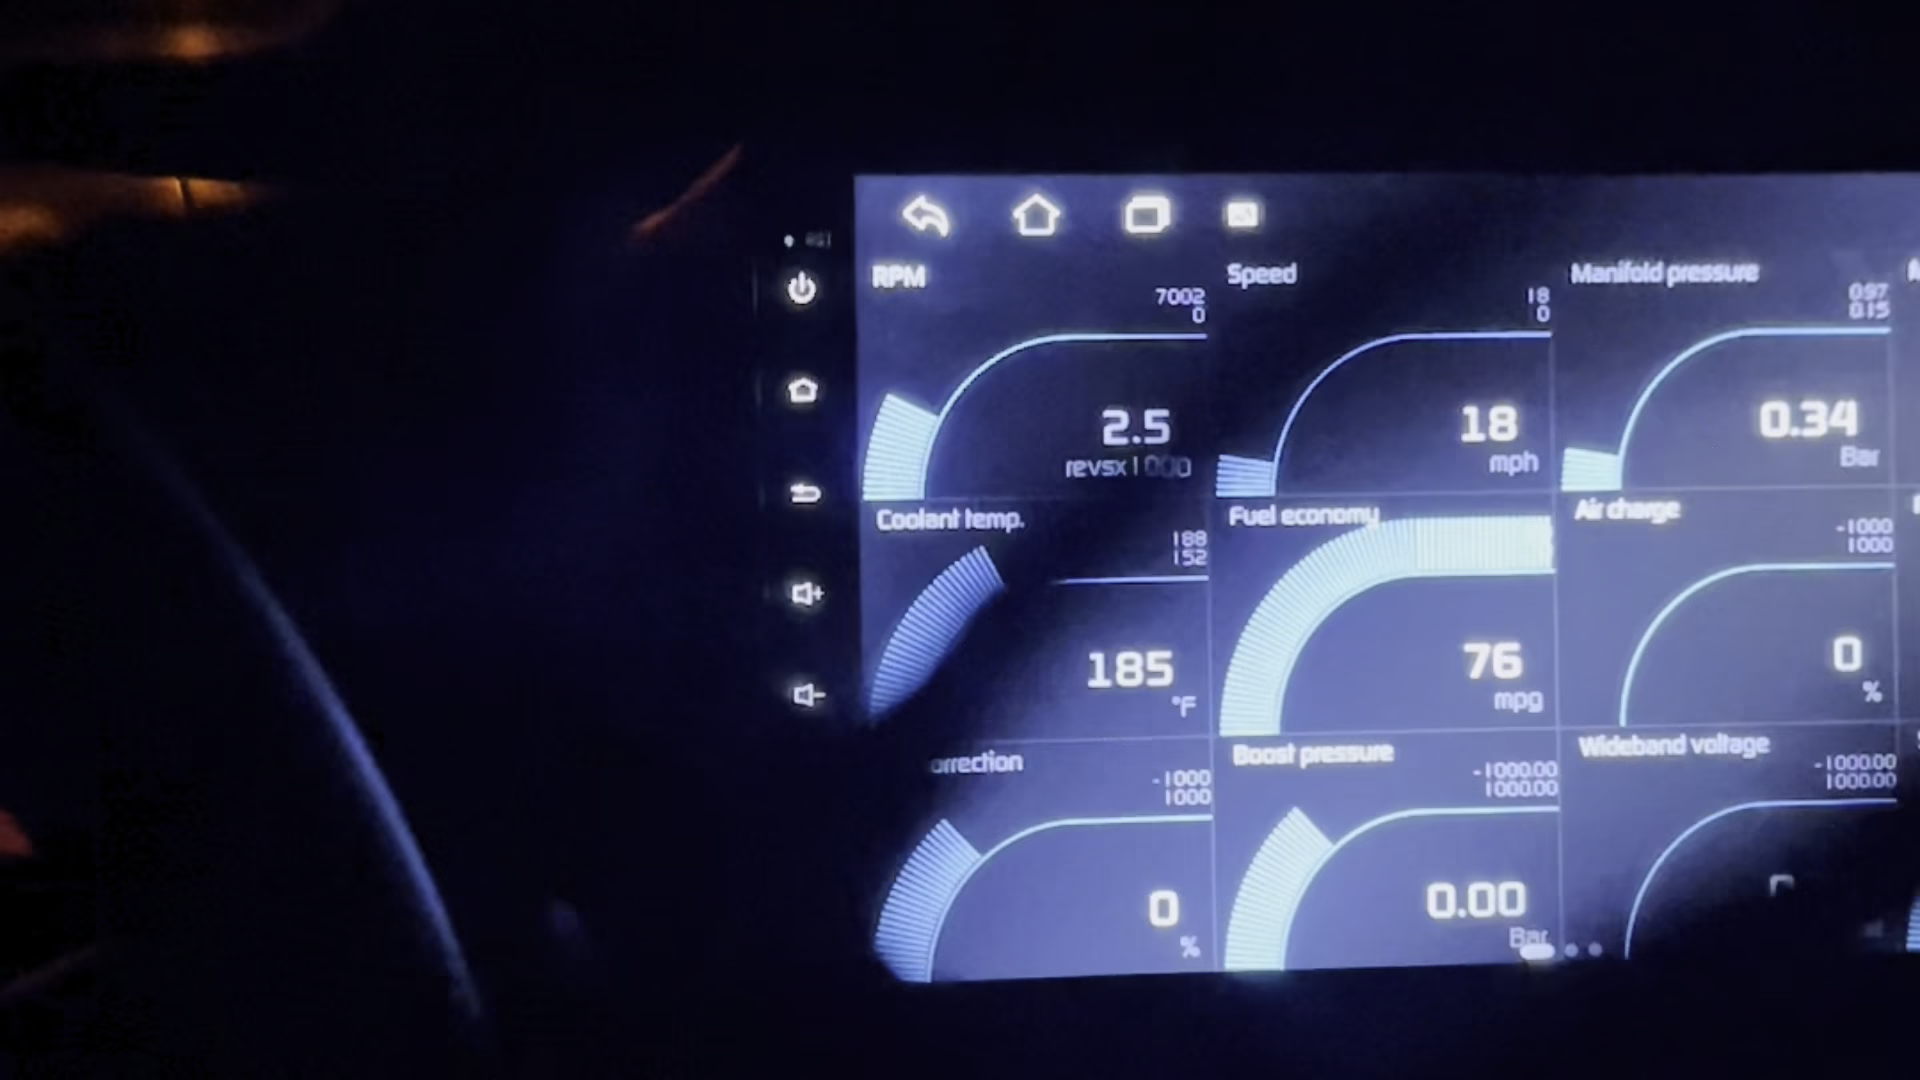 RPM
7002
0
2.5
revsx1000
Speed
18
0
18
mph
Manifold pressure
0.97
0.15
0.34
Bar
Coolant temp.
188
152
185
°F
Fuel economy
76
mpg
Air charge
-1000
1000
0
%
orrection
-1000
1000
0
%
Boost pressure
-1000.00
1000.00
0.00
Bar
Wideband voltage
-1000.00
1000.00